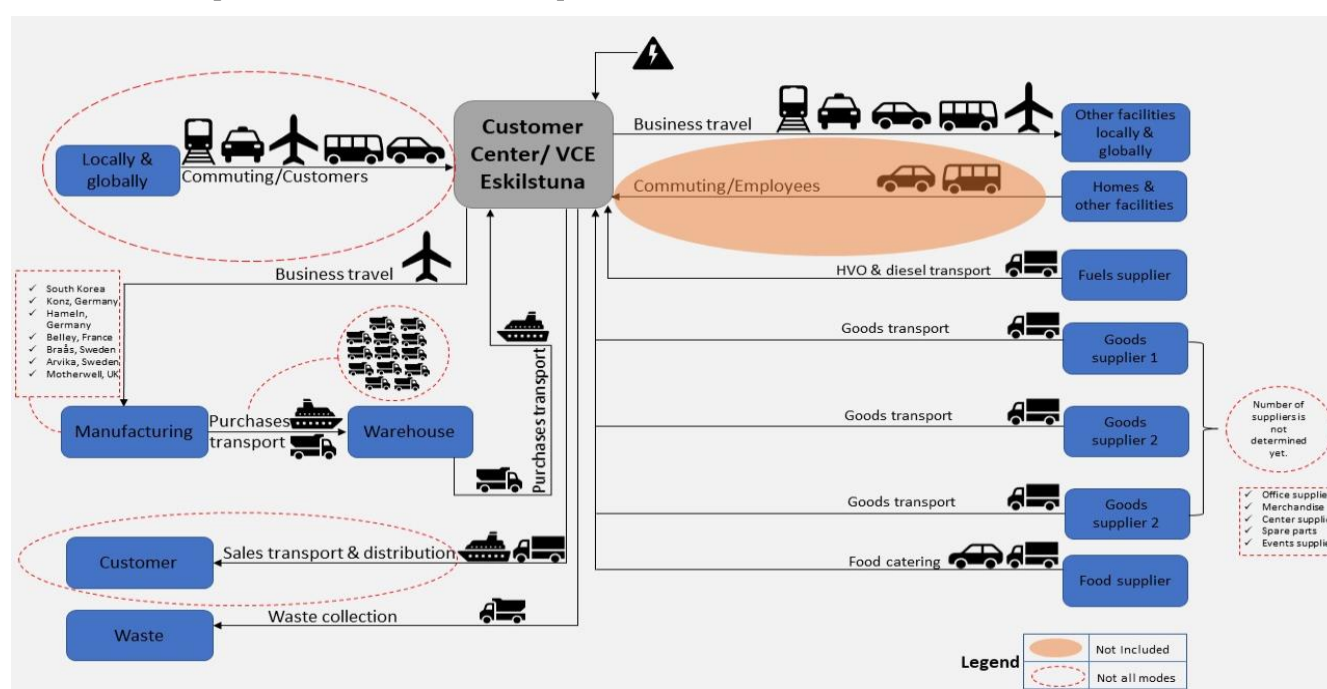 Customer
Center/ VCE
Eskilstuna
Locally &
globally
Commuting/Customers
Business travel
Other facilities
locally &
globally
Commuting/Employees
Homes &
other facilities
Business travel
✓ South Korea
✓ Konz, Germany
✓ Hameln,
Germany
✓ Belley, France
✓ Braås, Sweden
✓ Arvika, Sweden
✓ Motherwell, UK
Manufacturing
Purchases
transport
Warehouse
Purchases transport
HVO & diesel transport
Fuels supplier
Goods transport
Goods
supplier 1
Goods transport
Goods
supplier 2
Goods transport
Goods
supplier 2
Number of
suppliers is
not
determined
yet.
✓ Office supplie
✓ Merchandise
✓ Center supplie
✓ Spare parts
✓ Events supplie
Customer
Sales transport & distribution
Food catering
Food supplier
Waste
Waste collection
Legend
Not Included
Not all modes